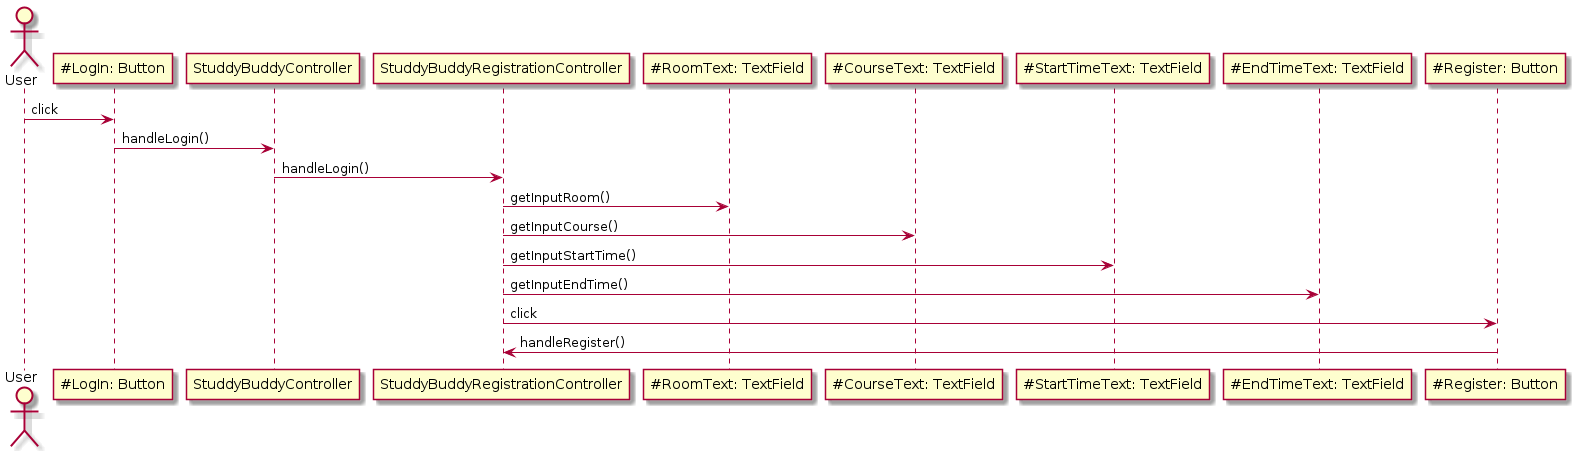 User
#LogIn: Button
StuddyBuddyController
StuddyBuddyRegistrationController
#RoomText: TextField
#CourseText: TextField
#StartTimeText: TextField
#EndTimeText: TextField
#Register: Button
click
handleLogin()
handleLogin()
getInputRoom()
getInputCourse()
getInputStartTime()
getInputEndTime()
click
handleRegister()
User
#LogIn: Button
StuddyBuddyController
StuddyBuddyRegistrationController
#RoomText: TextField
#CourseText: TextField
#StartTimeText: TextField
#EndTimeText: TextField
#Register: Button